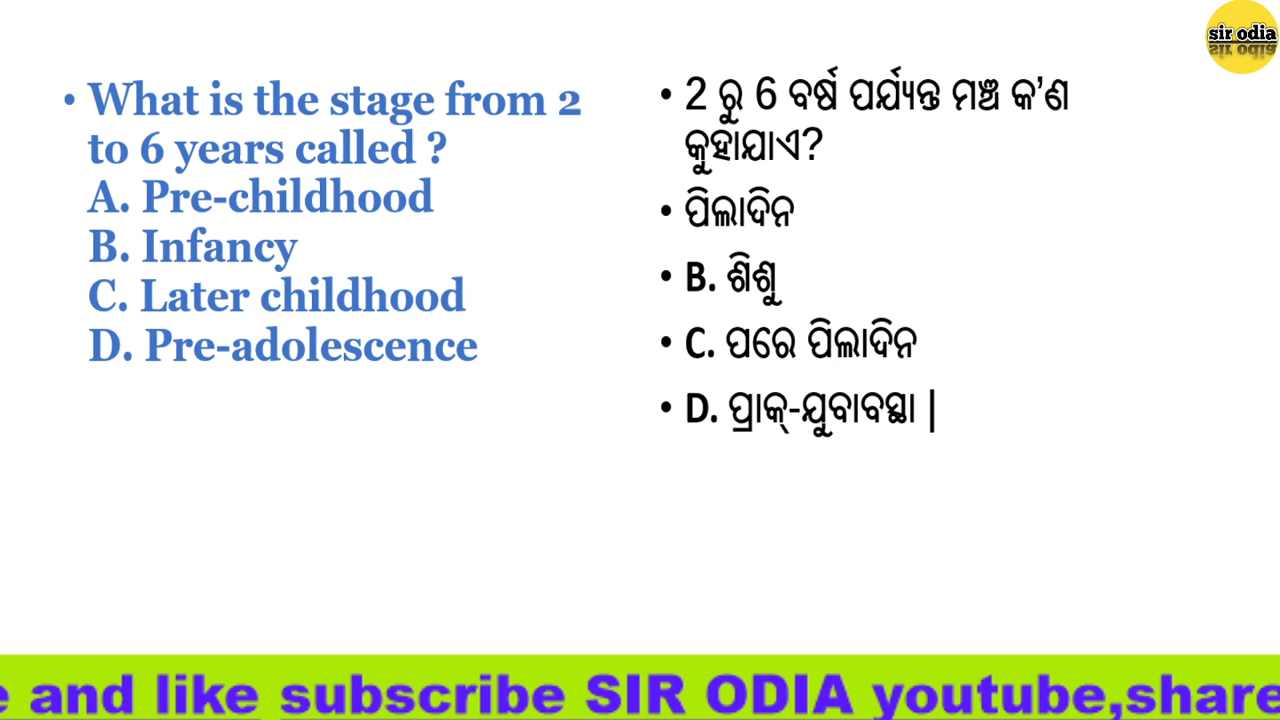 sir odia
• What is the stage from 2
to 6 years called ?
A. Pre-childhood
B. Infancy
C. Later childhood
D. Pre-adolescence
• 2 ରୁ 6 ବର୍ଷ ପର୍ଯ୍ୟନ୍ତ ମଞ୍ଚ କ’ଣ
କୁହାଯାଏ?
• ପିଲାଦିନ
• B. ଶିଶୁ
• C. ପରେ ପିଲାଦିନ
• D. ପ୍ରାକ୍-ଯୁବାବସ୍ଥା |
e and like subscribe SIR ODIA youtube,share